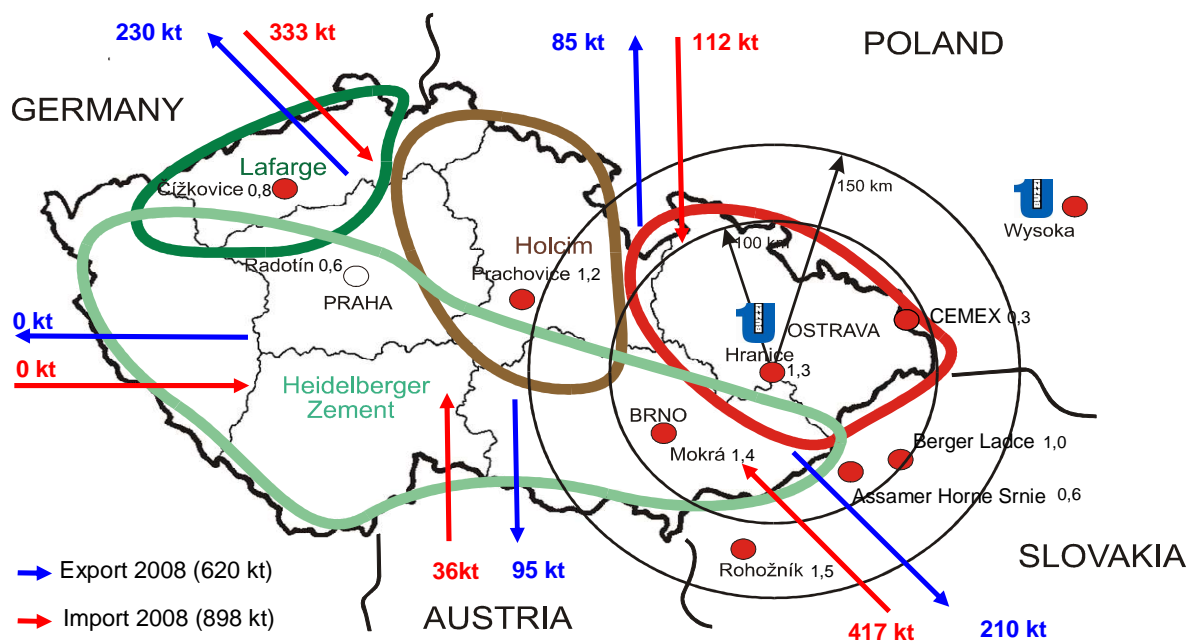 230 kt
333 kt
85 kt
112 kt
POLAND
GERMANY
150 km
Lafarge
Čížkovice 0,8
Wysoka
Holcim
100 km
Radotín 0,6
Prachovice 1,2
PRAHA
CEMEX 0,3
OSTRAVA
0 kt
Hranice
1,3
0 kt
Heidelberger
Zement
BRNO
Mokrá 1,4
Berger Ladce 1,0
Assamer Horne Srnie 0,6
SLOVAKIA
Export 2008 (620 kt)
36kt
95 kt
Rohožník 1,5
Import 2008 (898 kt)
AUSTRIA
417 kt
210 kt